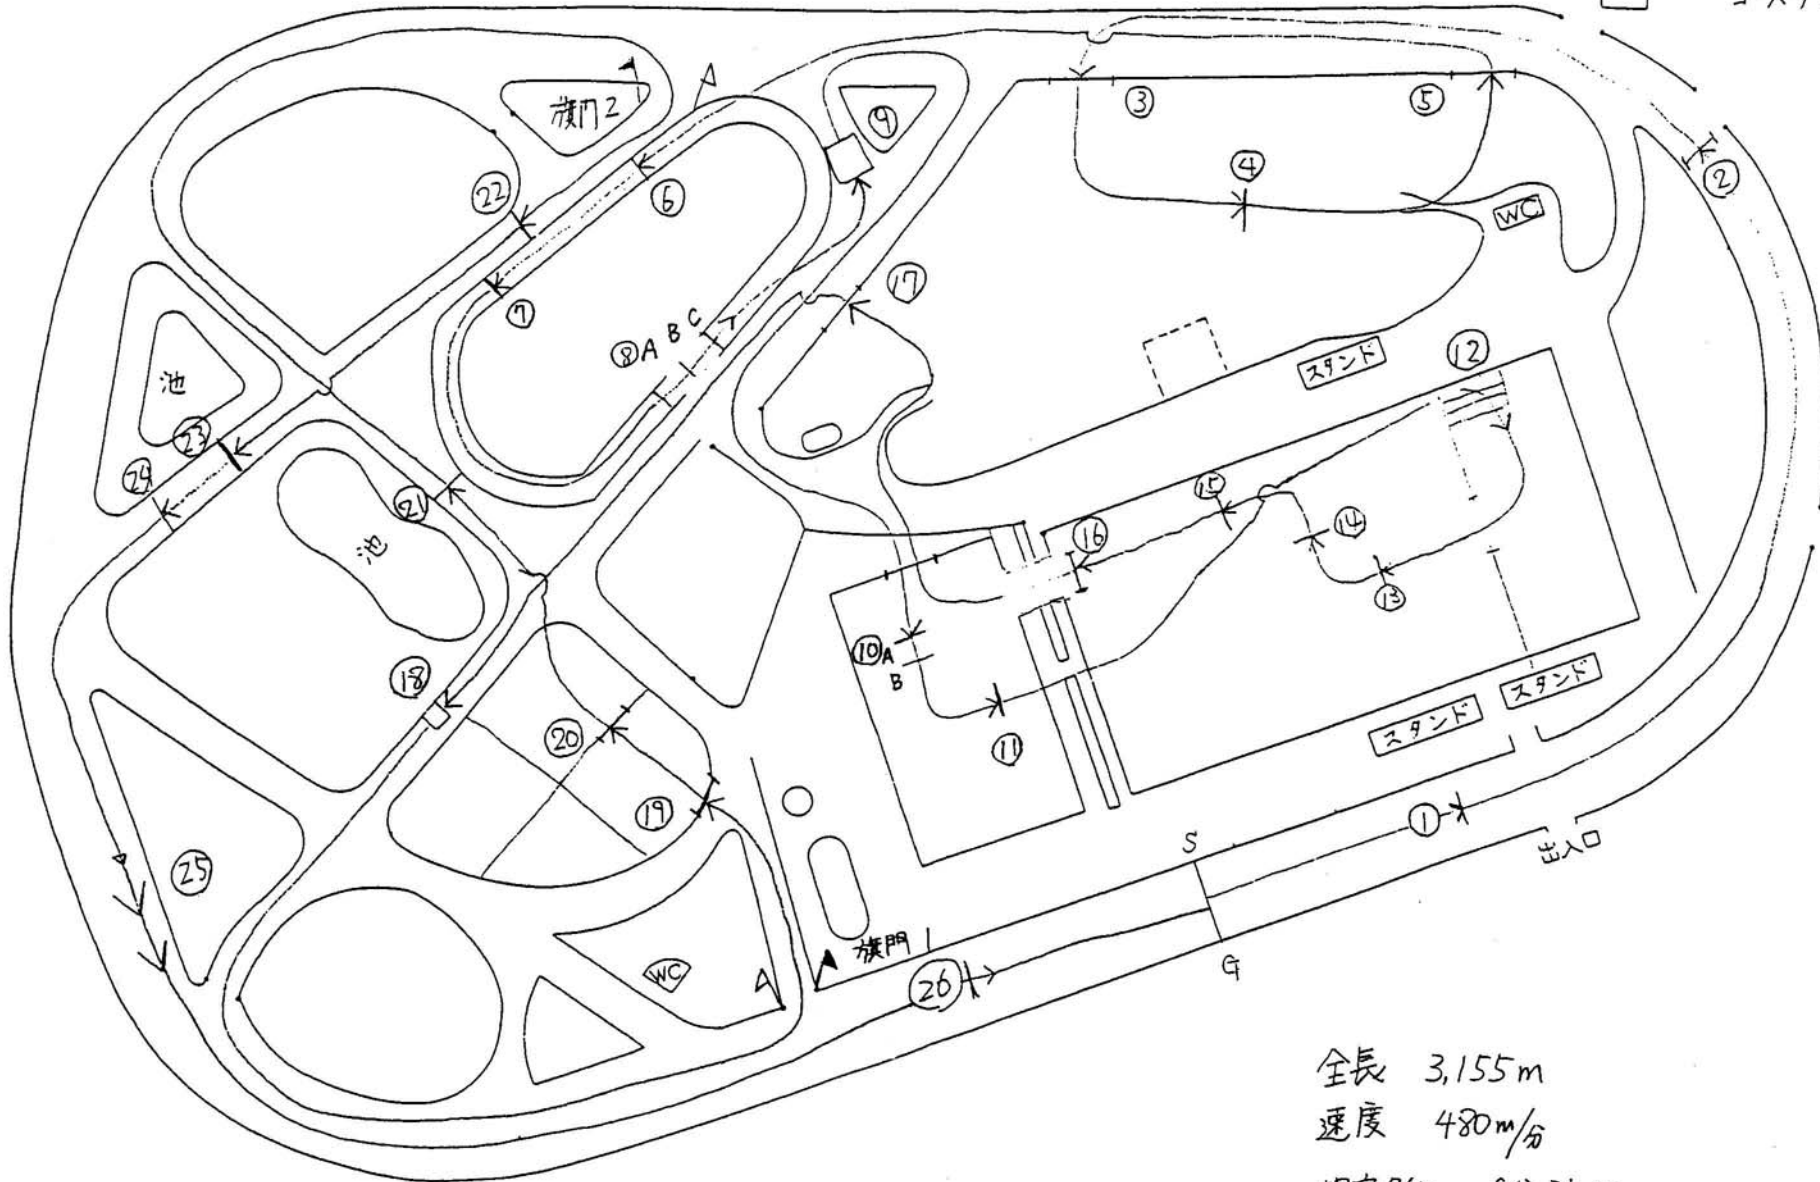 旗門2
③
⑤
②
⑨
④
⑥
㉒
WC
⑰
⑦
C
B
⑧A
スタンド
⑫
池
㉓
㉔
㉑
池
⑮
⑭
⑯
⑬
⑩A
B
⑱
⑳
⑪
スタンド
スタンド
⑲
①
S
出入口
㉕
旗門1
WC
㉖
G
全長 3,155m
速度 480m/分